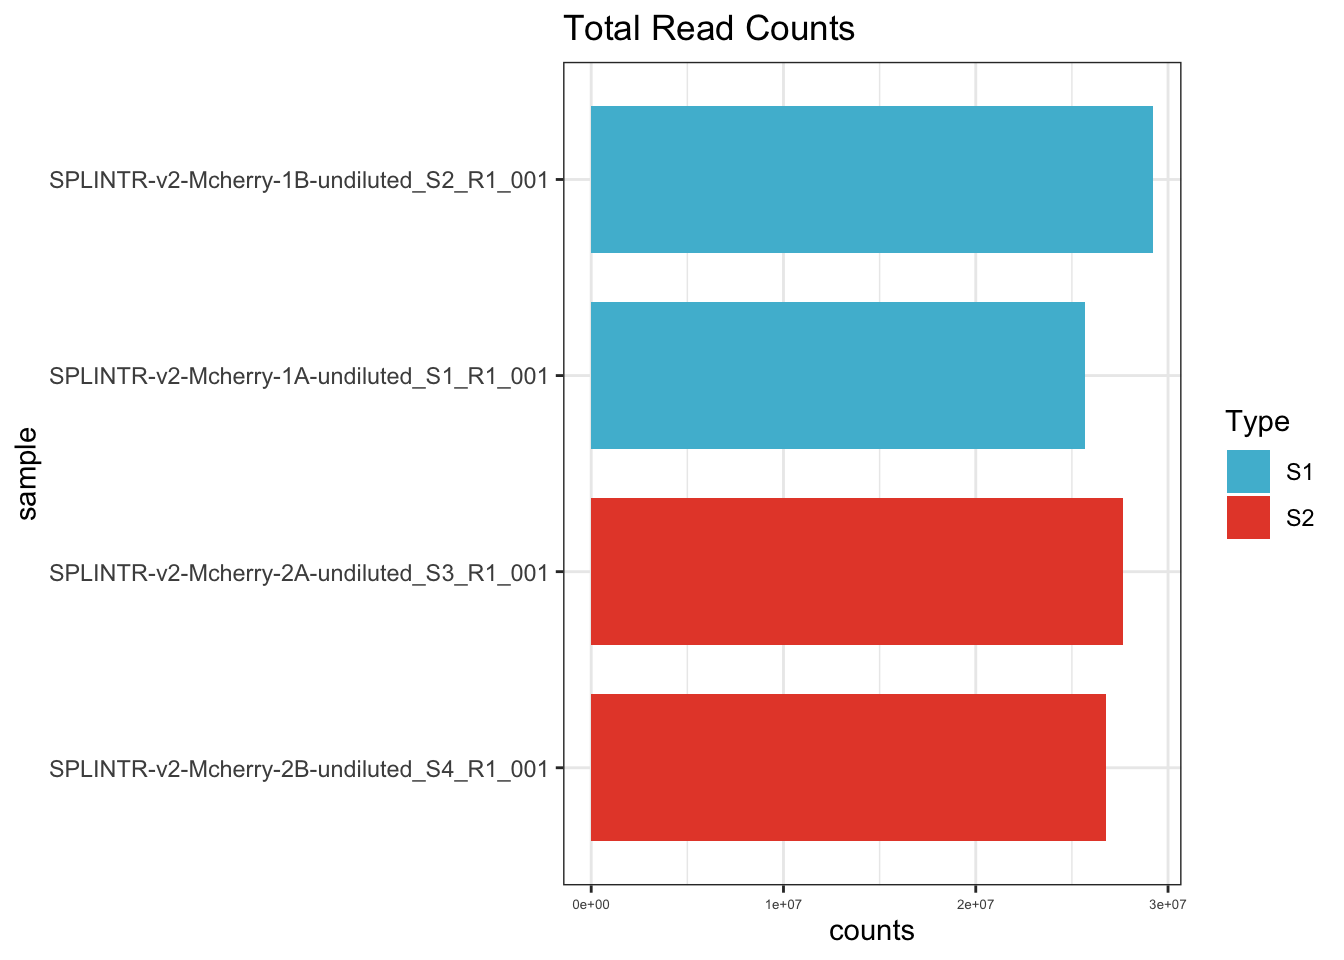 Total Read Counts
SPLINTR-v2-Mcherry-1B-undiluted_S2_R1_001
SPLINTR-v2-Mcherry-1A-undiluted_S1_R1_001
SPLINTR-v2-Mcherry-2A-undiluted_S3_R1_001
SPLINTR-v2-Mcherry-2B-undiluted_S4_R1_001
sample
0e+00 1e+07 2e+07 3e+07
counts
Type
S1
S2